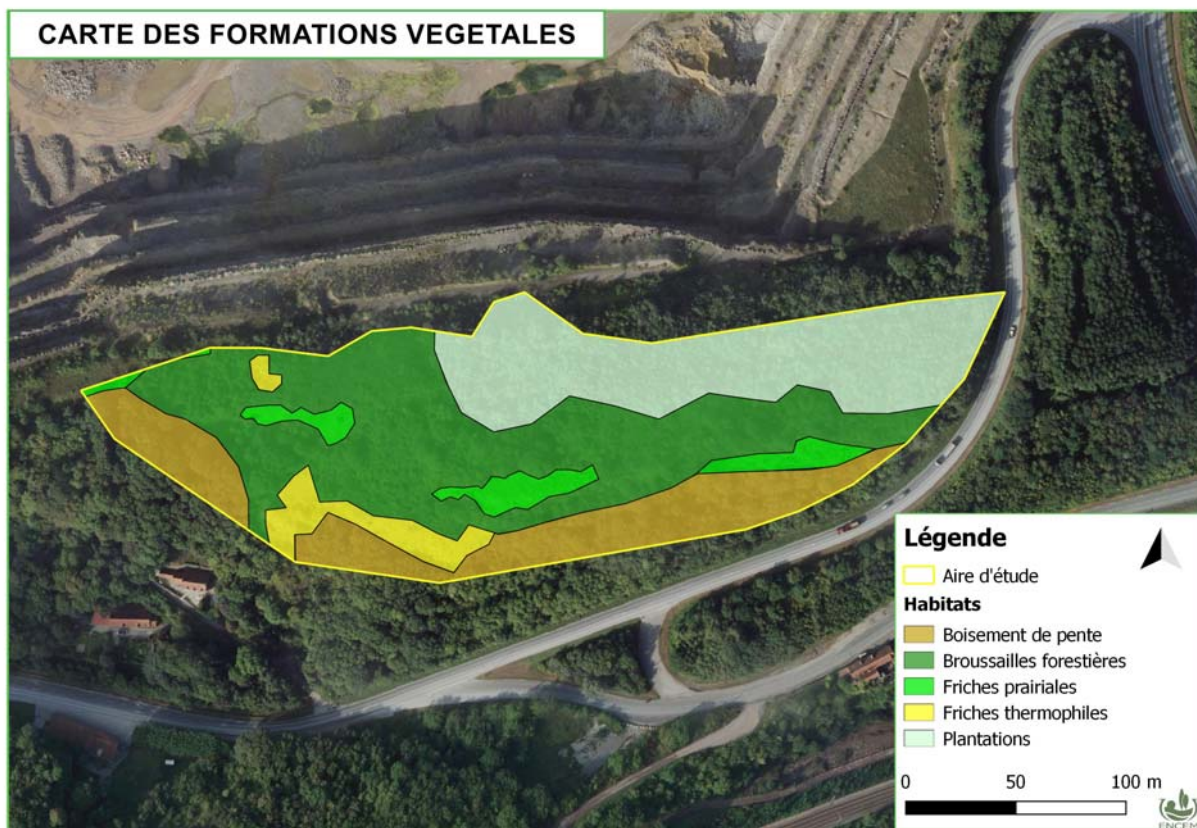 CARTE DES FORMATIONS VEGETALES
Légende
Aire d'étude
Habitats
Boisement de pente
Broussailles forestières
Friches prairiales
Friches thermophiles
Plantations
0 50 100 m
ENCEM